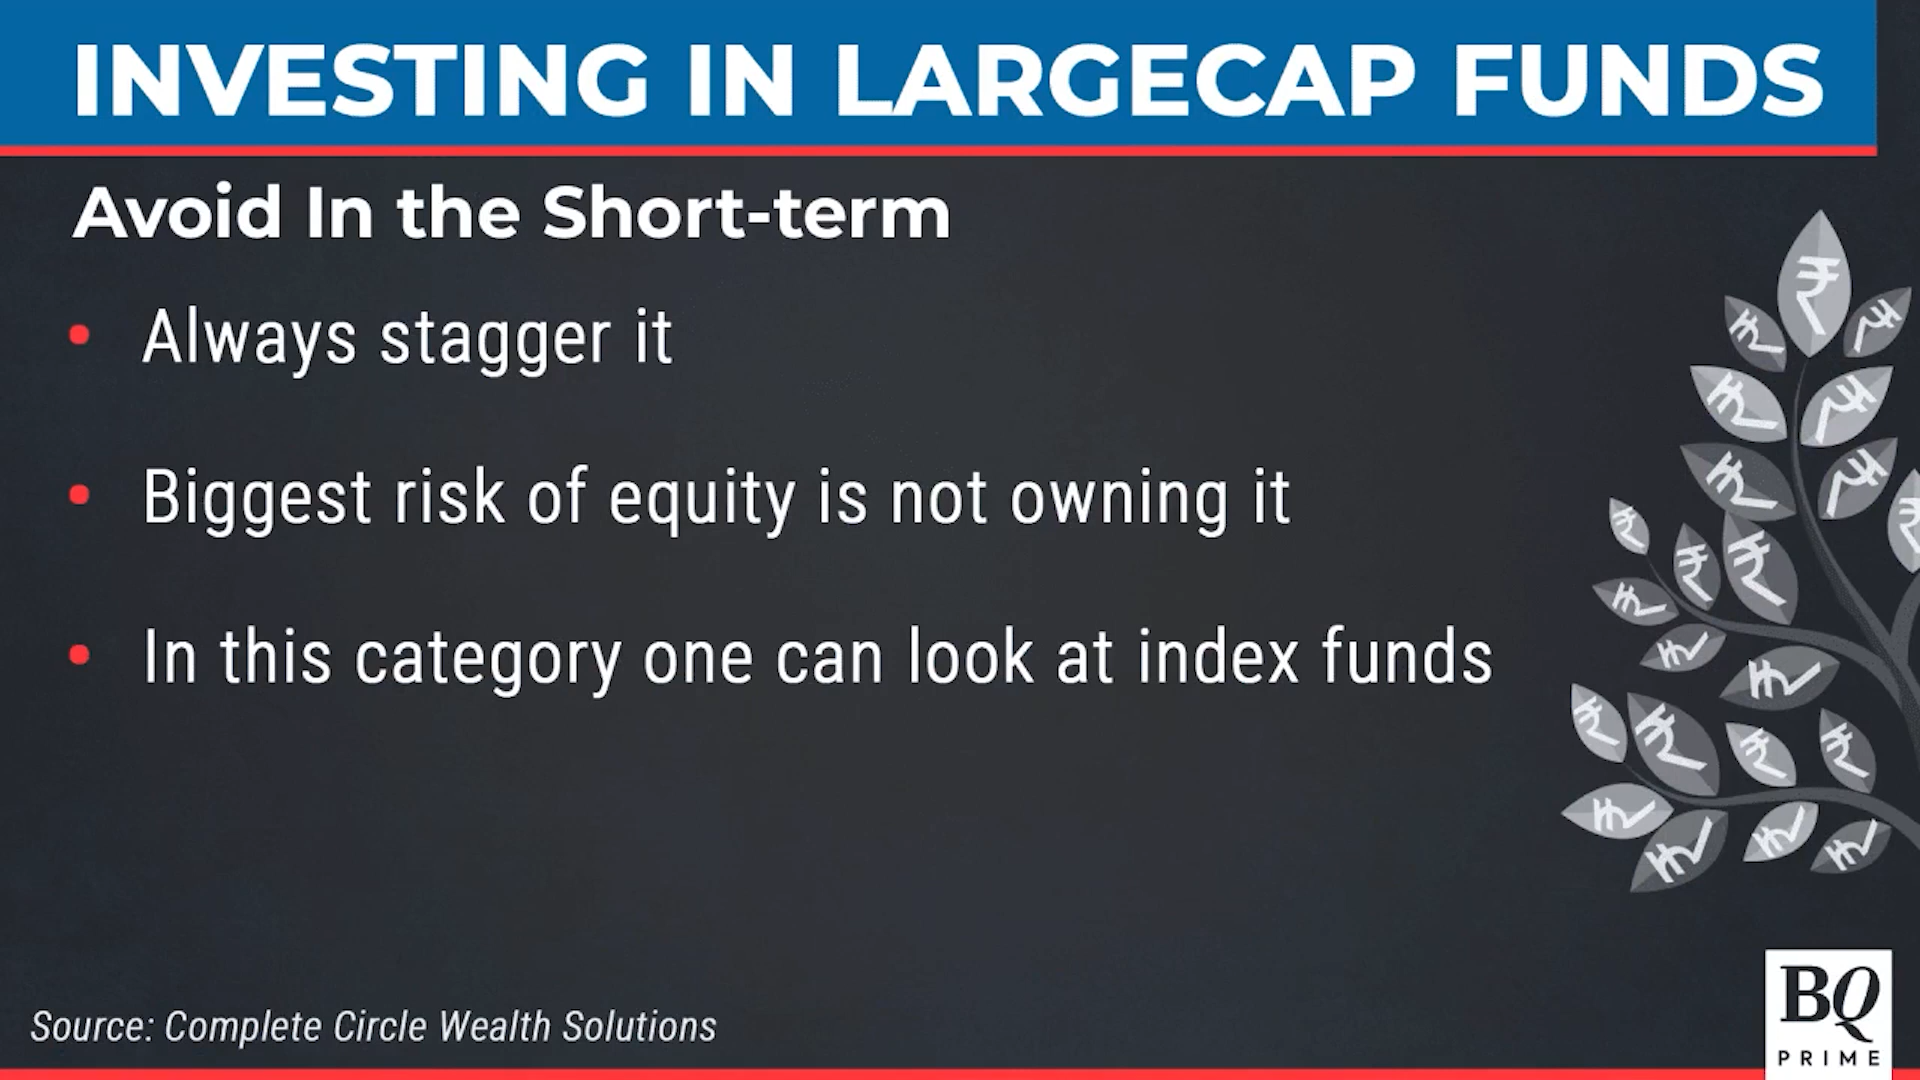 INVESTING IN LARGECAP FUNDS
Avoid In the Short-term
• Always stagger it
• Biggest risk of equity is not owning it
• In this category one can look at index funds
₹
Source: Complete Circle Wealth Solutions
BQ
PRIME